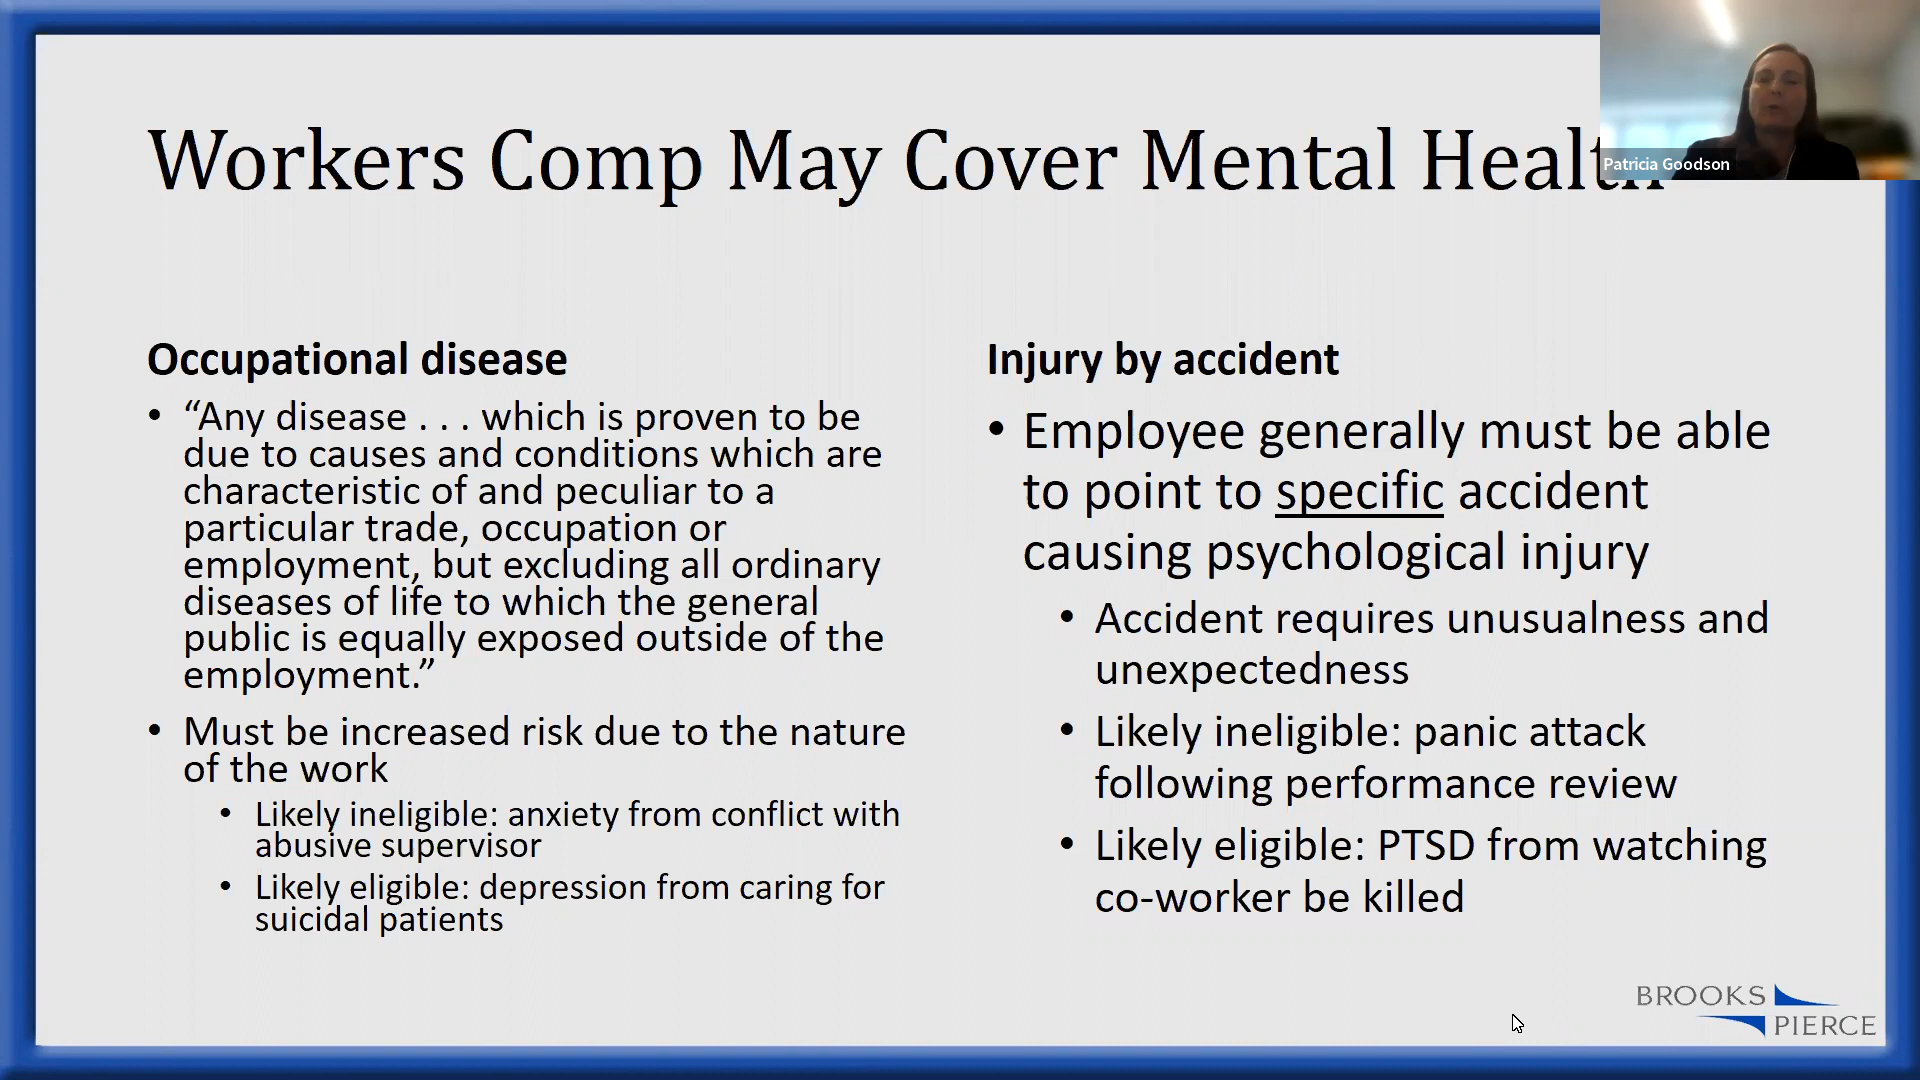 Workers Comp May Cover Mental Health
Patricia Goodson
Occupational disease
• “Any disease . . . which is proven to be
due to causes and conditions which are
characteristic of and peculiar to a
particular trade, occupation or
employment, but excluding all ordinary
diseases of life to which the general
public is equally exposed outside of the
employment.”
• Must be increased risk due to the nature
of the work
• Likely ineligible: anxiety from conflict with
abusive supervisor
• Likely eligible: depression from caring for
suicidal patients
Injury by accident
• Employee generally must be able
to point to specific accident
causing psychological injury
• Accident requires unusualness and
unexpectedness
• Likely ineligible: panic attack
following performance review
• Likely eligible: PTSD from watching
co-worker be killed
BROOKS
PIERCE